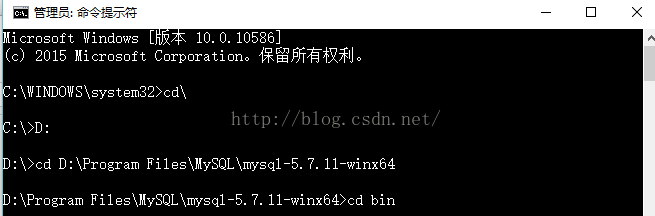 管理员: 命令提示符
Microsoft Windows [版本 10.0.10586]
(c) 2015 Microsoft Corporation。保留所有权利。
C:\WINDOWS\system32>cd\
http://blog.csdn.net/
C:\>D:
D:\>cd D:\Program Files\MySQL\mysql-5.7.11-winx64
D:\Program Files\MySQL\mysql-5.7.11-winx64>cd bin